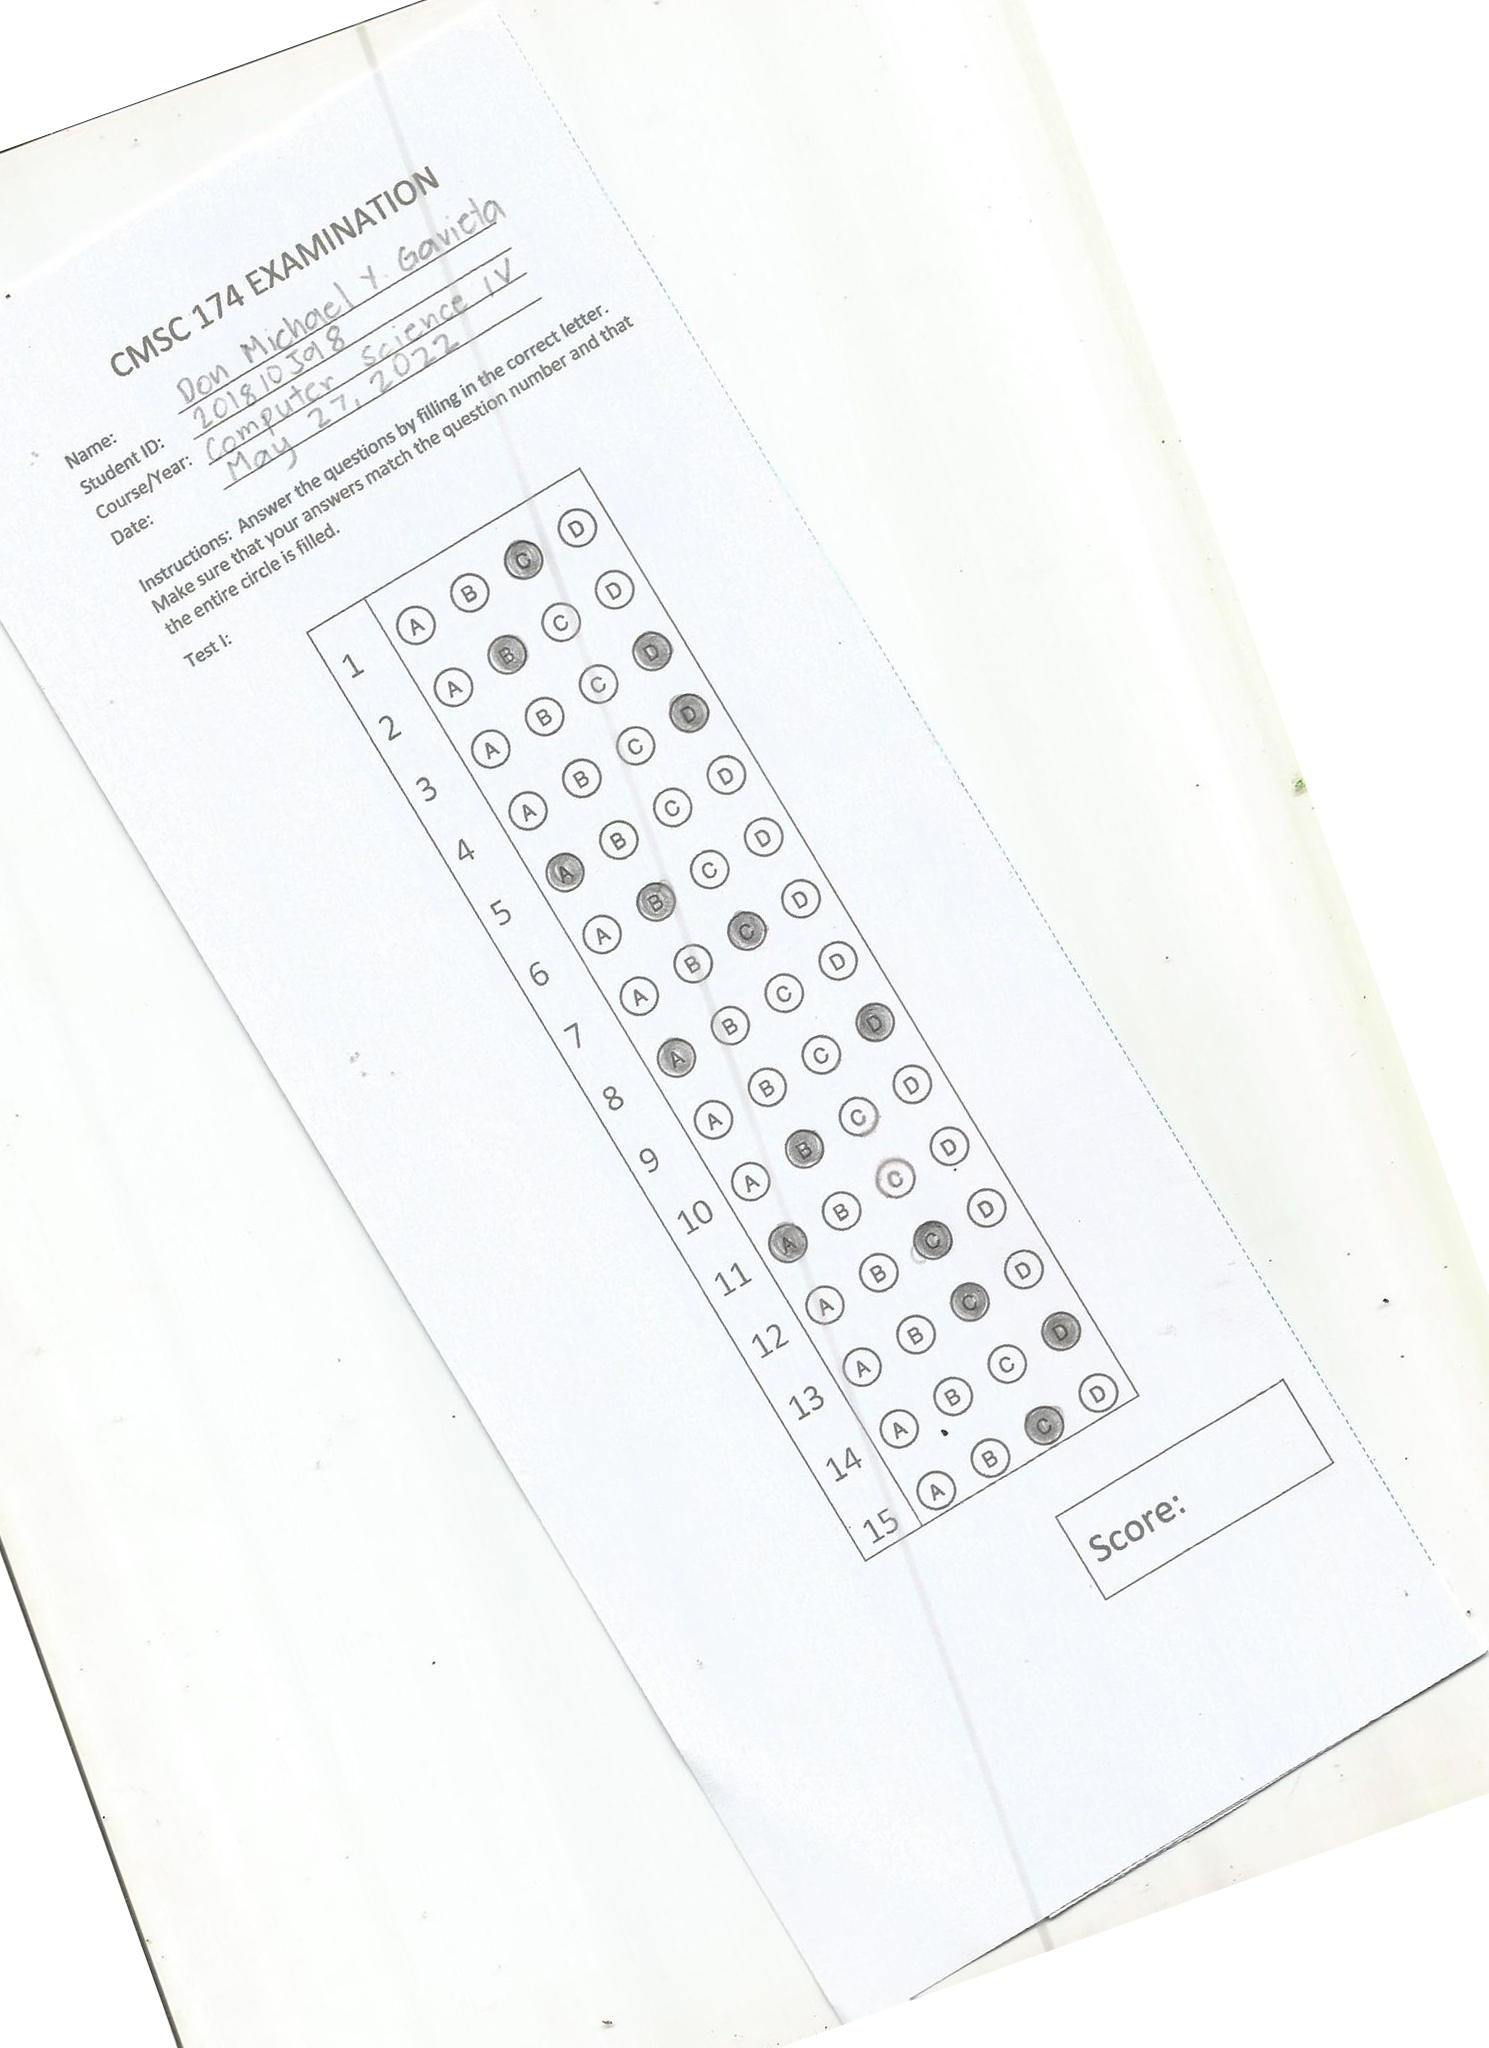 CMSC 174 EXAMINATION
Name: Don Michael Y. Gavieta
Student ID: 2018105918
Course/Year: Computer Science IV
Date: May 27, 2022
Instructions: Answer the questions by filling in the correct letter.
Make sure that your answers match the question number and that
the entire circle is filled.
Test I:
1 A B C D
2 A B C D
3 A B C D
4 A B C D
5 A B C D
6 A B C D
7 A B C D
8 A B C D
9 A B C D
10 A B C D
11 A B C D
12 A B C D
13 A B C D
14 A B C D
15 A B C D
Score: